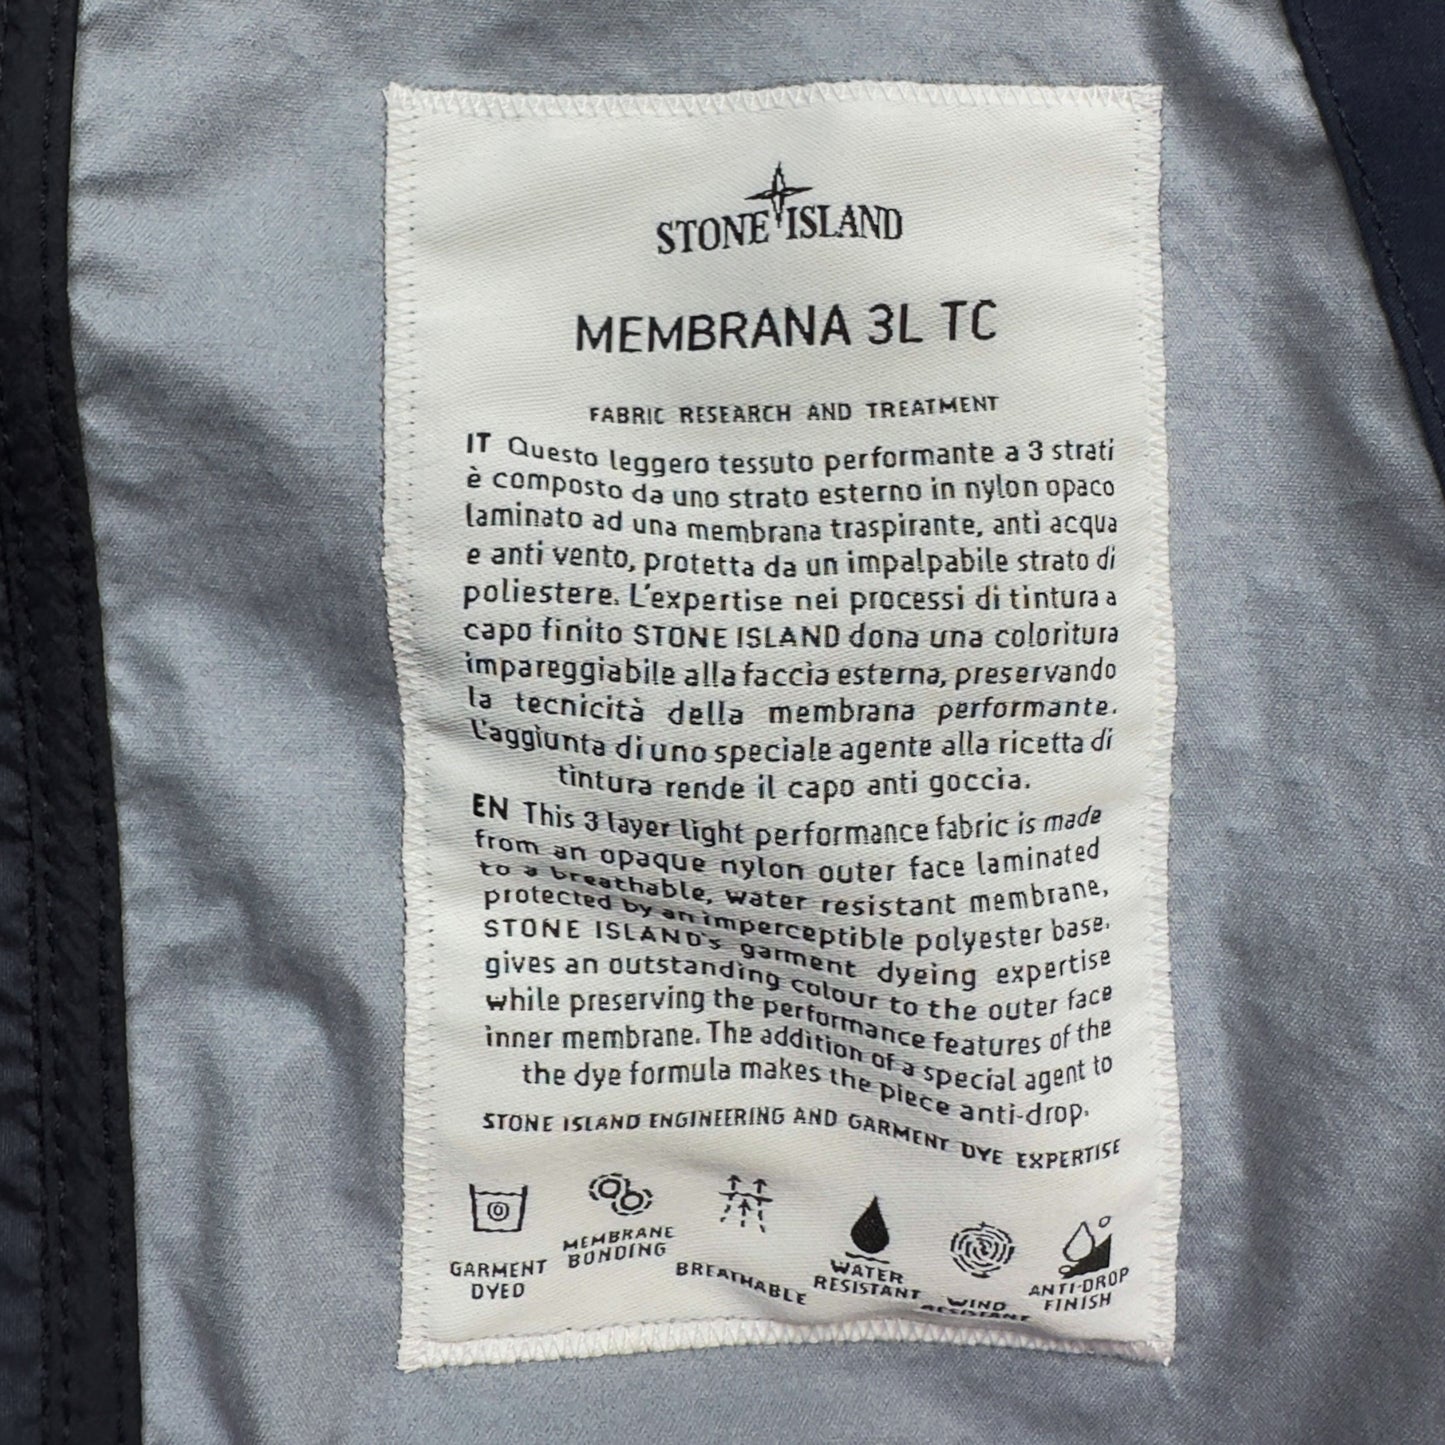 STONE ISLAND
MEMBRANA 3L TC
FABRIC RESEARCH AND TREATMENT
IT Questo leggero tessuto performante a 3 strati
è composto da uno strato esterno in nylon opaco
laminato ad una membrana traspirante, anti acqua
e anti vento, protetta da un impalpabile strato di
poliestere. L'expertise nei processi di tintura a
capo finito STONE ISLAND dona una coloritura
impareggiabile alla faccia esterna, preservando
la tecnicità della membrana performante.
L'aggiunta di uno speciale agente alla ricetta di
tintura rende il capo anti goccia.
EN This 3 layer light performance fabric is made
from an opaque nylon outer face laminated
to a breathable, water resistant membrane,
protected by an imperceptible polyester base.
STONE ISLAND's garment dyeing expertise
gives an outstanding colour to the outer face
while preserving the performance features of the
inner membrane. The addition of a special agent to
the dye formula makes the piece anti-drop.
STONE ISLAND ENGINEERING AND GARMENT DYE EXPERTISE
GARMENT
DYED
MEMBRANE
BONDING
BREATHABLE
WATER
RESISTANT
WIND
RESISTANT
ANTI-DROP
FINISH